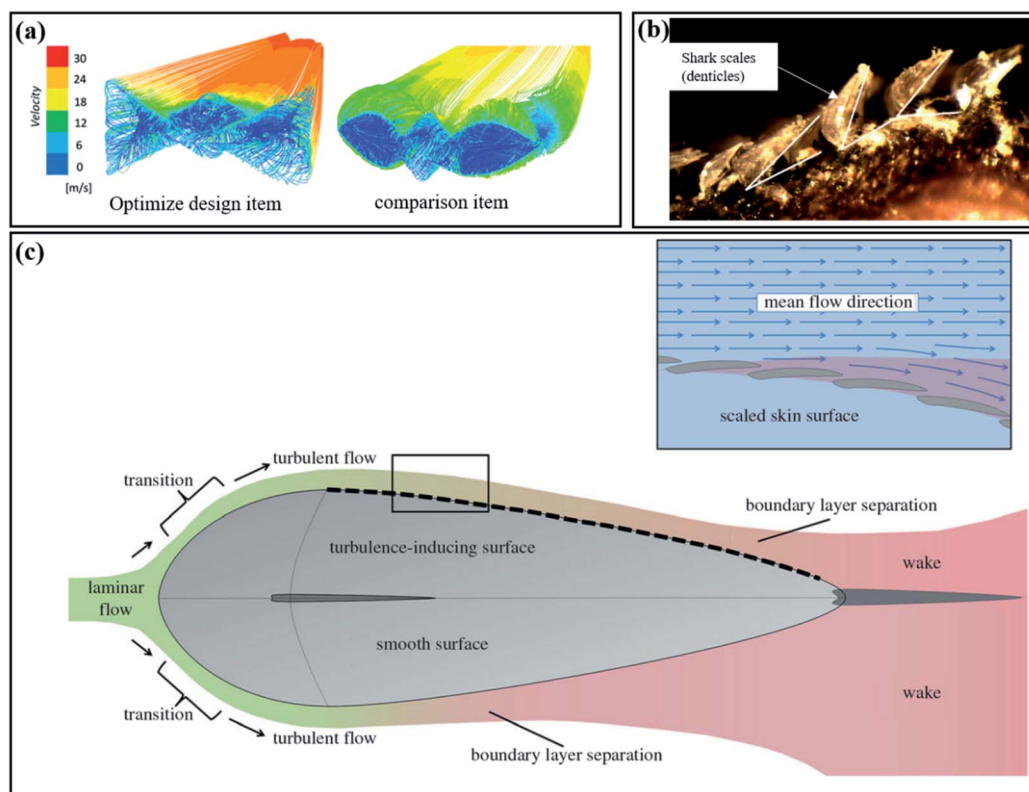 (a)
Velocity
30
24
18
12
6
0
[m/s]
Optimize design item
comparison item
(b)
Shark scales
(denticles)
(c)
mean flow direction
scaled skin surface
turbulent flow
transition
boundary layer separation
turbulence-inducing surface
wake
laminar
flow
smooth surface
wake
transition
turbulent flow
boundary layer separation